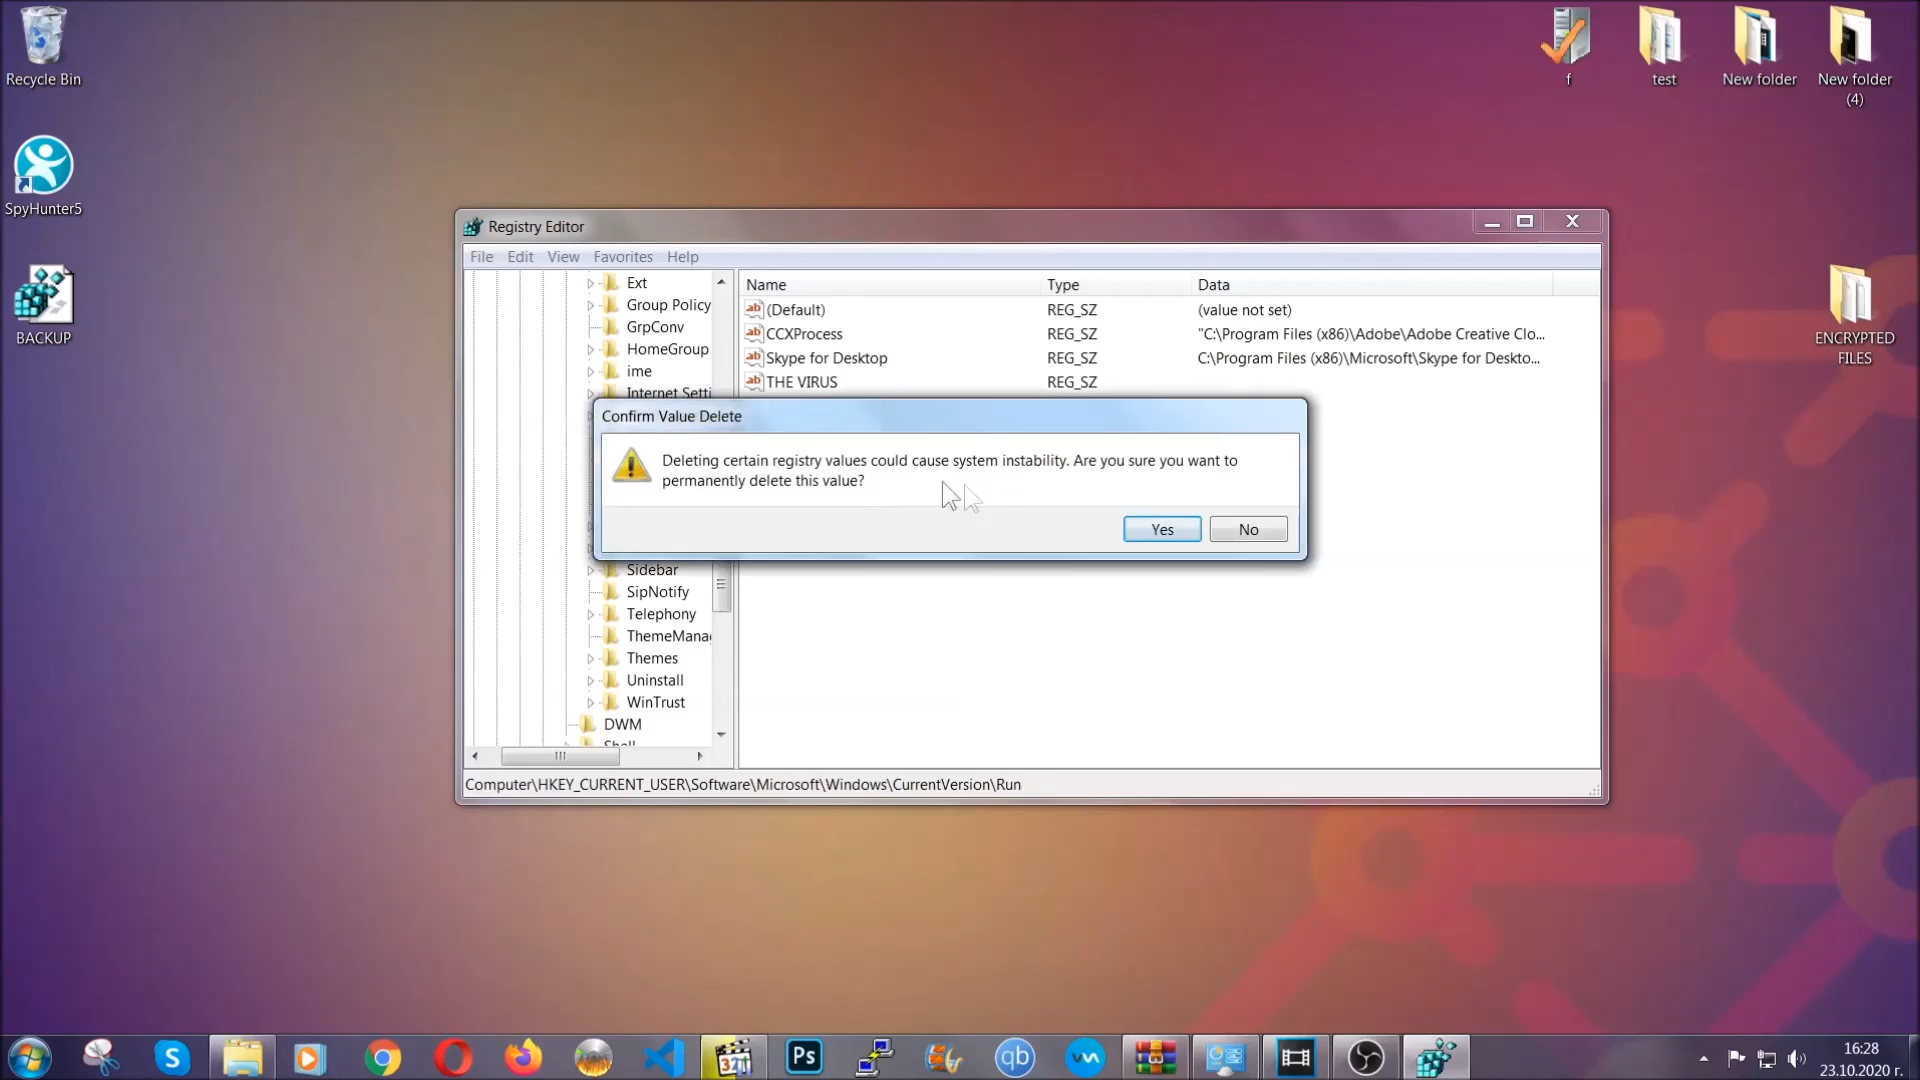 Recycle Bin
SpyHunter5
BACKUP
f
test
New folder
New folder
(4)
ENCRYPTED
FILES
Registry Editor
File Edit View Favorites Help
Ext
Group Policy
GrpConv
HomeGroup
ime
Internet Setti
Sidebar
SipNotify
Telephony
ThemeMana
Themes
Uninstall
WinTrust
DWM
Shell
Name Type Data
(Default) REG_SZ (value not set)
CCXProcess REG_SZ "C:\Program Files (x86)\Adobe\Adobe Creative Clo...
Skype for Desktop REG_SZ C:\Program Files (x86)\Microsoft\Skype for Deskto...
THE VIRUS REG_SZ
Confirm Value Delete
Deleting certain registry values could cause system instability. Are you sure you want to
permanently delete this value?
Yes No
Computer\HKEY_CURRENT_USER\Software\Microsoft\Windows\CurrentVersion\Run
S
321
Ps
qb
16:28
23.10.2020 г.